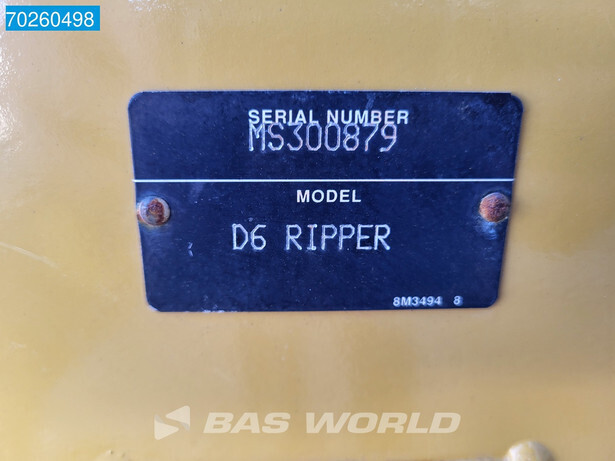 70260498
SERIAL NUMBER
MS300879
MODEL
D6 RIPPER
8M3494 8
BAS WORLD